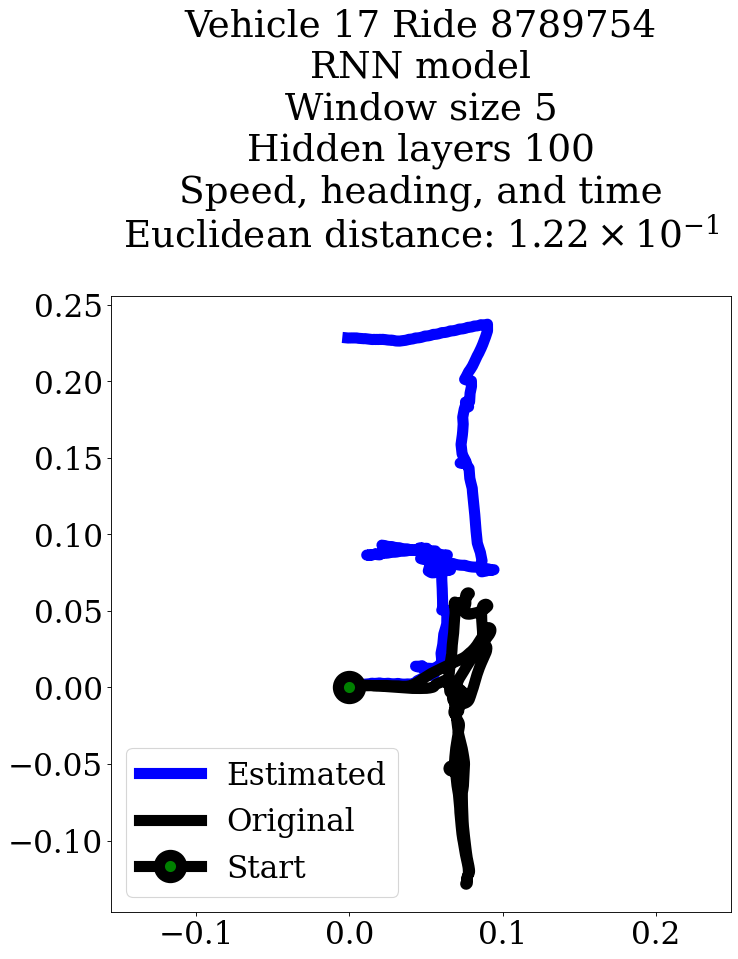 Vehicle 17 Ride 8789754
RNN model
Window size 5
Hidden layers 100
Speed, heading, and time
Euclidean distance: 1.22 × 10⁻¹
0.25
0.20
0.15
0.10
0.05
0.00
−0.05
−0.10
Estimated
Original
Start
−0.1
0.0
0.1
0.2